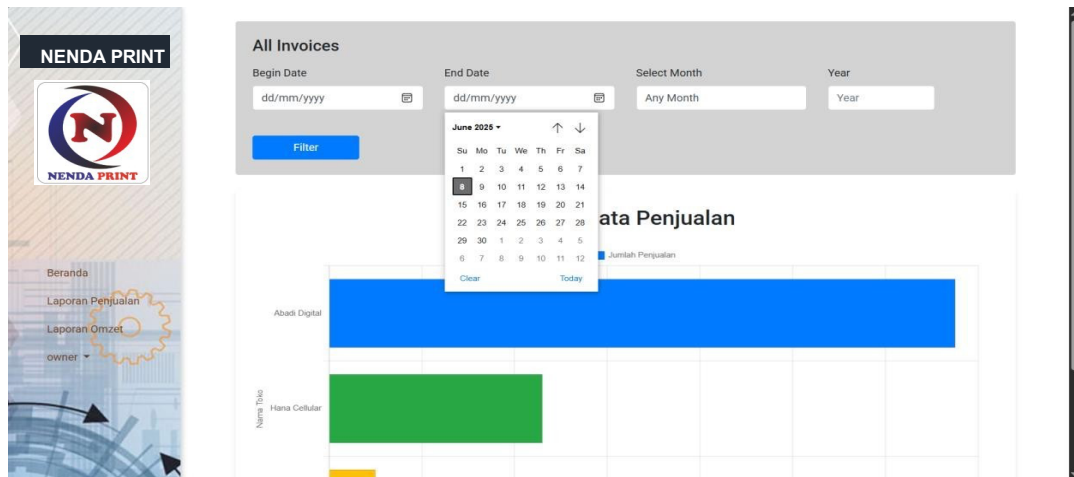 NENDA PRINT
N
NENDA PRINT
Beranda
Laporan Penjualan
Laporan Omzet
owner
All Invoices
Begin Date End Date Select Month Year
dd/mm/yyyy dd/mm/yyyy Any Month Year
Filter
June 2025
Su Mo Tu We Th Fr Sa
1 2 3 4 5 6 7
8 9 10 11 12 13 14
15 16 17 18 19 20 21
22 23 24 25 26 27 28
29 30 1 2 3 4 5
6 7 8 9 10 11 12
Clear Today
ata Penjualan
Jumlah Penjualan
Nama Toko
Abadi Digital
Hana Cellular